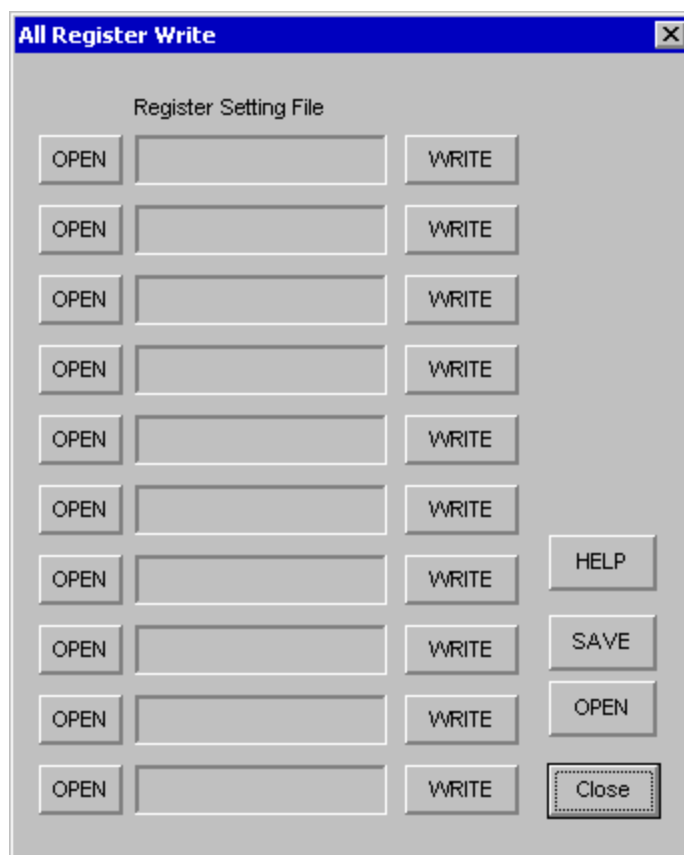 All Register Write
Register Setting File
OPEN WRITE
OPEN WRITE
OPEN WRITE
OPEN WRITE
OPEN WRITE
OPEN WRITE
HELP
OPEN WRITE
OPEN WRITE SAVE
OPEN WRITE OPEN
OPEN WRITE Close